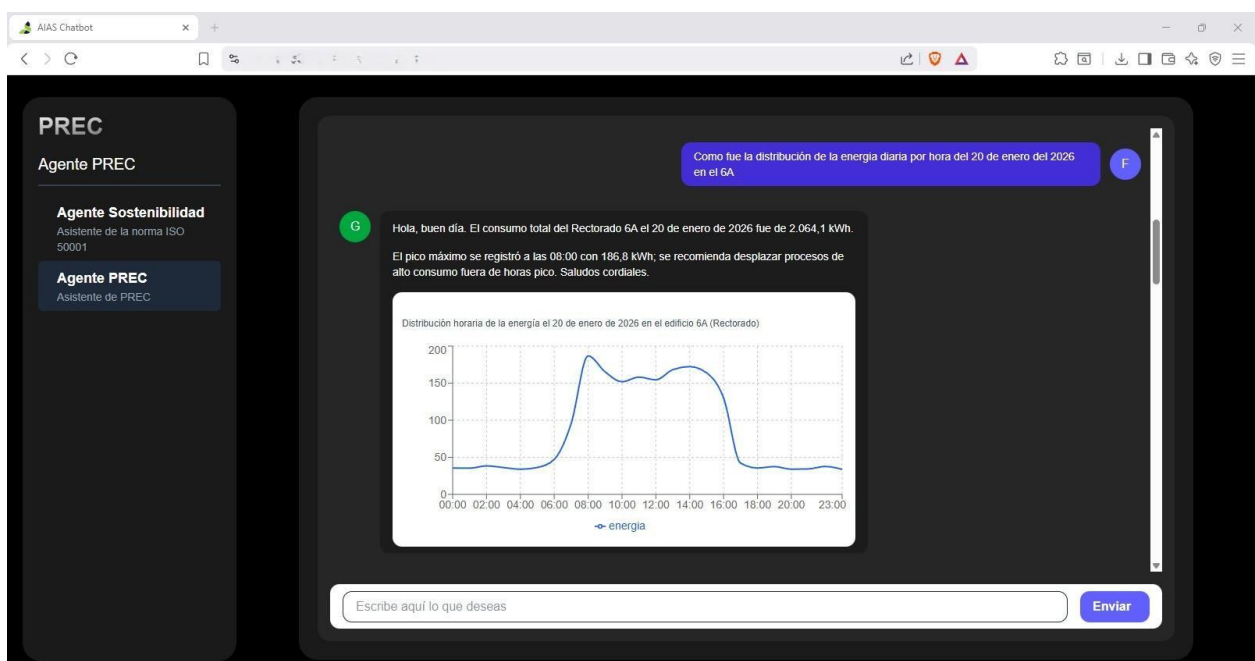 AIAS Chatbot
PREC
Agente PREC
Agente Sostenibilidad
Asistente de la norma ISO
50001
Agente PREC
Asistente de PREC
Como fue la distribución de la energia diaria por hora del 20 de enero del 2026
en el 6A
F
G
Hola, buen día. El consumo total del Rectorado 6A el 20 de enero de 2026 fue de 2.064,1 kWh.
El pico máximo se registró a las 08:00 con 186,8 kWh; se recomienda desplazar procesos de
alto consumo fuera de horas pico. Saludos cordiales.
Distribución horaria de la energía el 20 de enero de 2026 en el edificio 6A (Rectorado)
200
150
100
50
0
00:00 02:00 04:00 06:00 08:00 10:00 12:00 14:00 16:00 18:00 20:00 23:00
energia
Escribe aquí lo que deseas
Enviar